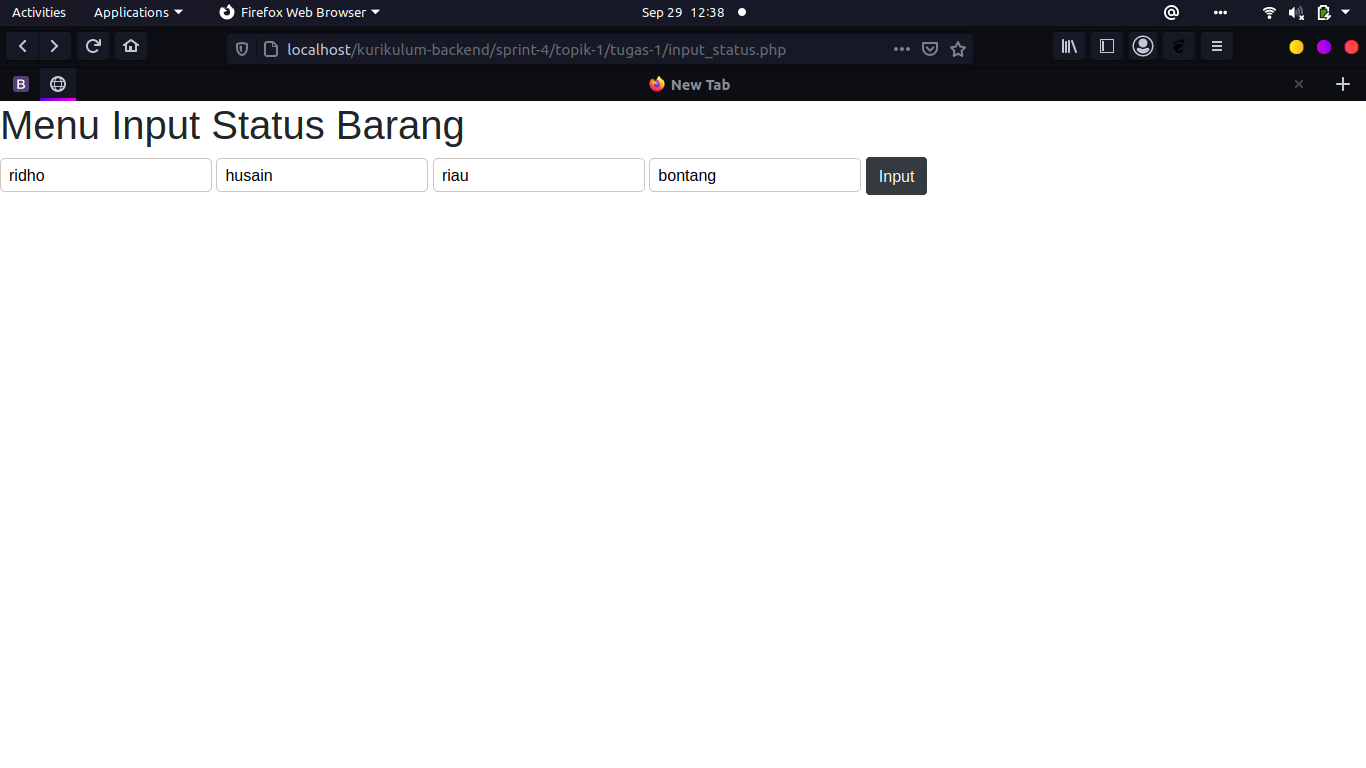 Activities Applications Firefox Web Browser Sep 29 12:38
localhost/kurikulum-backend/sprint-4/topik-1/tugas-1/input_status.php
B New Tab
Menu Input Status Barang
ridho husain riau bontang Input